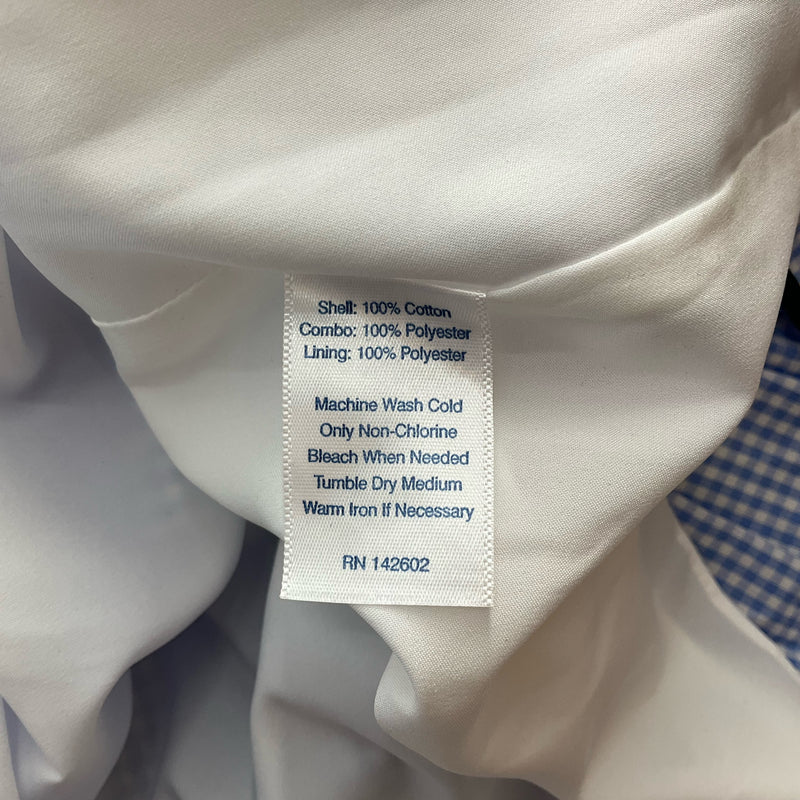 Shell: 100% Cotton
Combo: 100% Polyester
Lining: 100% Polyester
Machine Wash Cold
Only Non-Chlorine
Bleach When Needed
Tumble Dry Medium
Warm Iron If Necessary
RN 142602